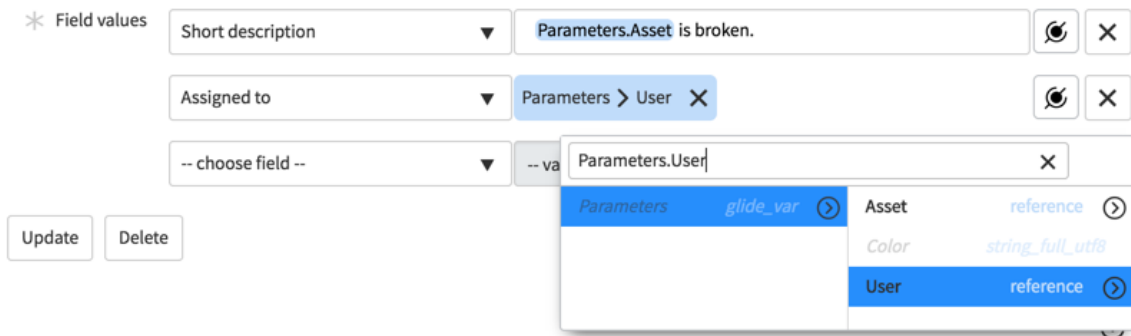 Field values
Short description
Parameters.Asset is broken.
Assigned to
Parameters User
-- choose field --
-- va
Parameters.User
Parameters glide_var
Asset reference
Color string_full_utf8
User reference
Update
Delete